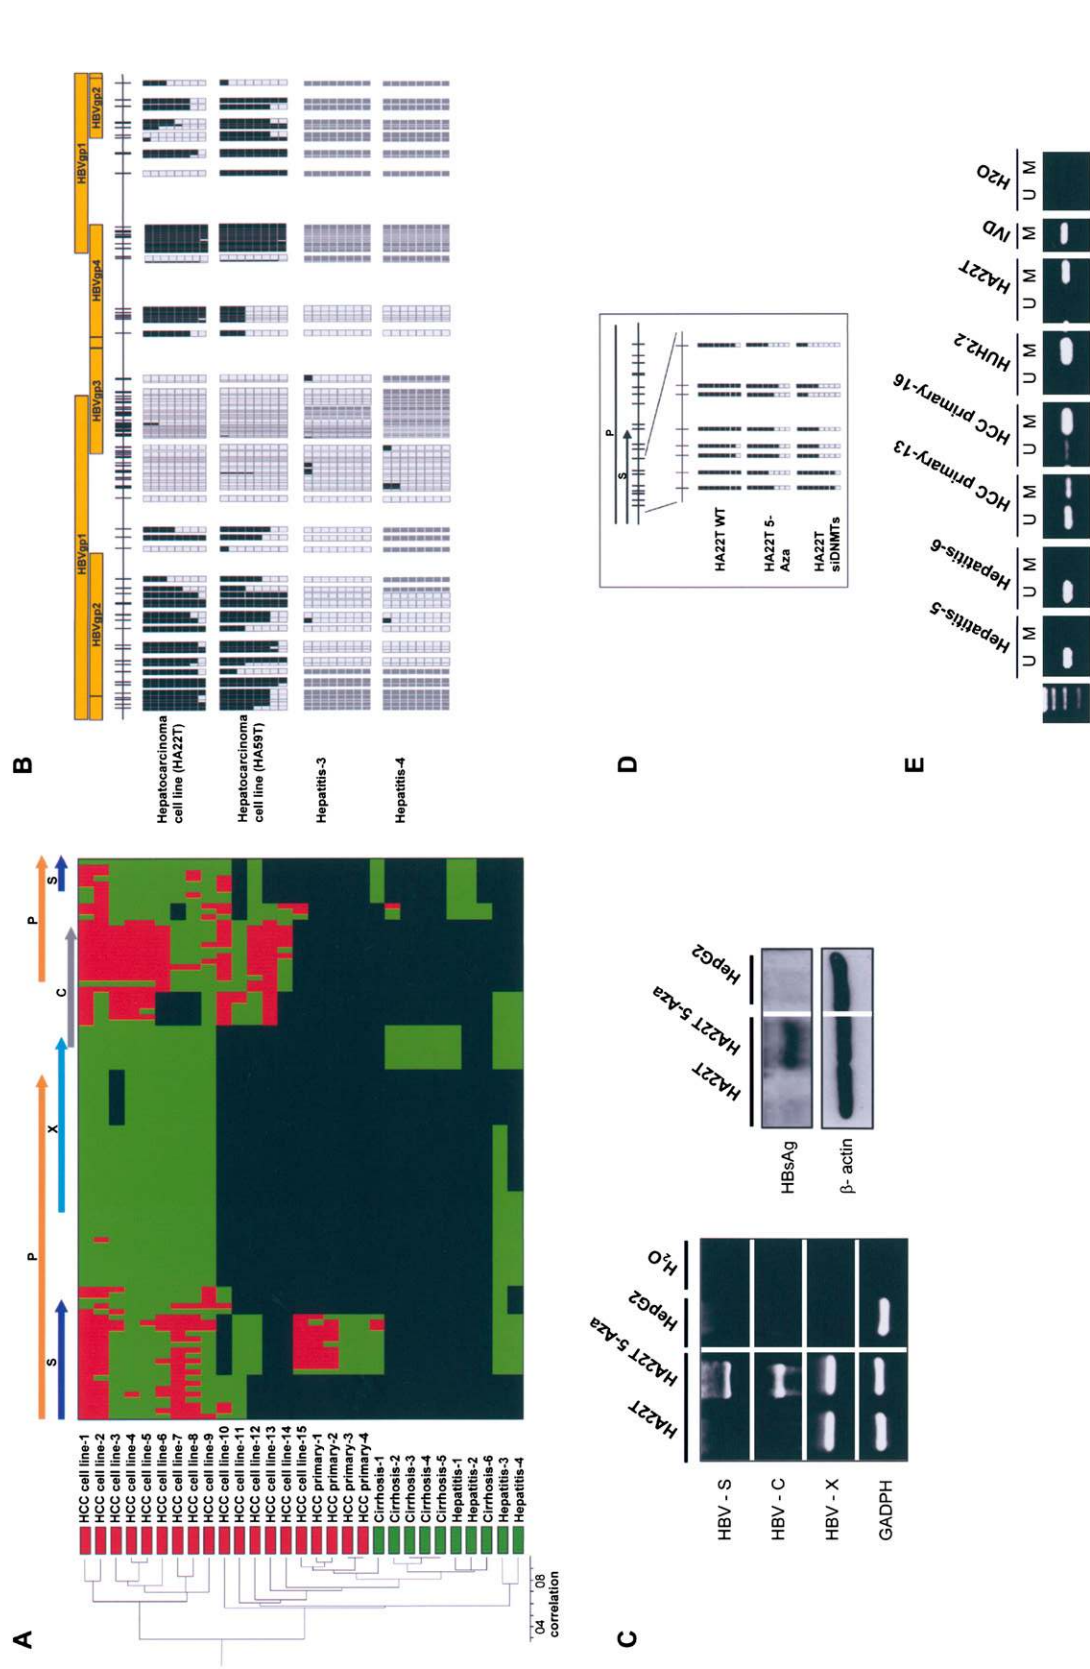 A
P
P
S
X
C
S
HCC cell line-1
HCC cell line-2
HCC cell line-3
HCC cell line-4
HCC cell line-5
HCC cell line-6
HCC cell line-7
HCC cell line-8
HCC cell line-9
HCC cell line-10
HCC cell line-11
HCC cell line-12
HCC cell line-13
HCC cell line-14
HCC cell line-15
HCC primary-1
HCC primary-2
HCC primary-3
HCC primary-4
Cirrhosis-1
Cirrhosis-2
Cirrhosis-3
Cirrhosis-4
Cirrhosis-5
Hepatitis-1
Hepatitis-2
Cirrhosis-6
Hepatitis-3
Hepatitis-4
04 08
correlation
B
HBVgp1 HBVgp1
HBVgp2 HBVgp3 HBVgp4 HBVgp2
Hepatocarcinoma
cell line (HA22T)
Hepatocarcinoma
cell line (HA59T)
Hepatitis-3
Hepatitis-4
C
HA22T HA22T 5-Aza HepG2 H2O
HBV - S
HBV - C
HBV - X
GADPH
HA22T HA22T 5-Aza HepG2
HBsAg
β- actin
D
P
S
HA22T WT
HA22T 5-
Aza
HA22T
siDNMTs
E
Hepatitis-5 Hepatitis-6 HCC primary-13 HCC primary-16 HUH2.2 HA22T IVD H2O
U M U M U M U M U M U M M U M